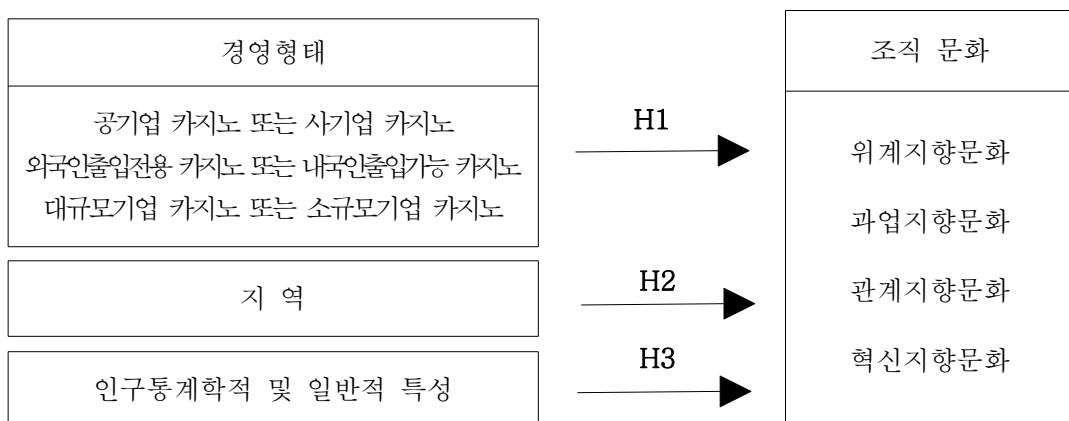 경영형태
공기업 카지노 또는 사기업 카지노
외국인출입전용 카지노 또는 내국인출입가능 카지노
대규모기업 카지노 또는 소규모기업 카지노
지 역
인구통계학적 및 일반적 특성
H1
H2
H3
조직 문화
위계지향문화
과업지향문화
관계지향문화
혁신지향문화